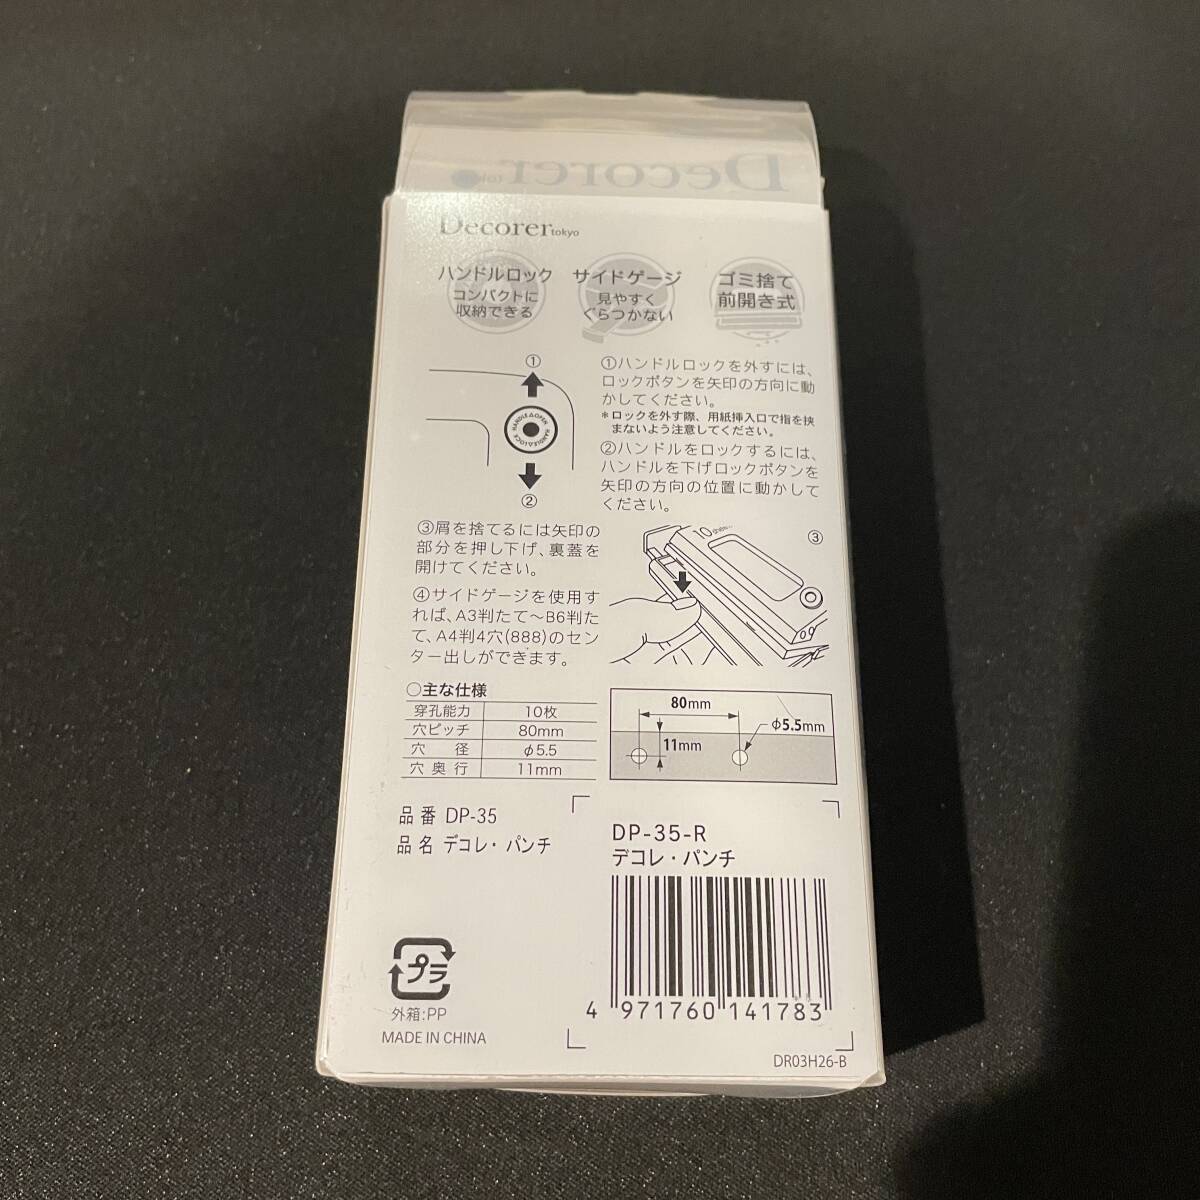 Decorer
Decorer tokyo
ハンドルロック
コンパクトに
収納できる
サイドゲージ
見やすく
ぐらつかない
ゴミ捨て
前開き式
①
HANDLE OPEN
HANDLE LOCK
②
①ハンドルロックを外すには、
ロックボタンを矢印の方向に動
かしてください。
*ロックを外す際、用紙挿入口で指を挟
まないよう注意してください。
②ハンドルをロックするには、
ハンドルを下げロックボタンを
矢印の方向の位置に動かして
ください。
③屑を捨てるには矢印の
部分を押し下げ、裏蓋を
開けてください。
③
④サイドゲージを使用す
れば、A3判たて〜B6判た
て、A4判4穴(888)のセン
ター出しができます。
○主な仕様
穿孔能力 10枚
穴ピッチ 80mm
穴 径 φ5.5
穴奥行 11mm
80mm
φ5.5mm
11mm
品番 DP-35
品名 デコレ・パンチ
DP-35-R
デコレ・パンチ
4 971760 141783
プラ
外箱:PP
MADE IN CHINA
DR03H26-B